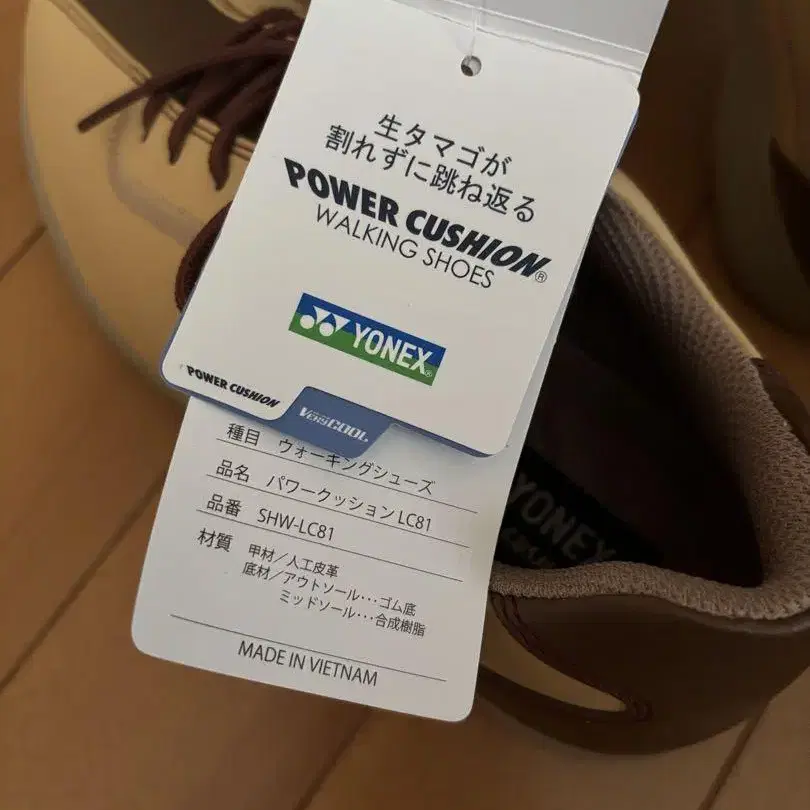 生タマゴが
割れずに跳ね返る
POWER CUSHION®
WALKING SHOES
YONEX®
POWER CUSHION
VERYCOOL
種目 ウォーキングシューズ
品名 パワークッション LC81
品番 SHW-LC81
材質 甲材/人工皮革
底材/アウトソール…ゴム底
ミッドソール…合成樹脂
MADE IN VIETNAM
YONEX